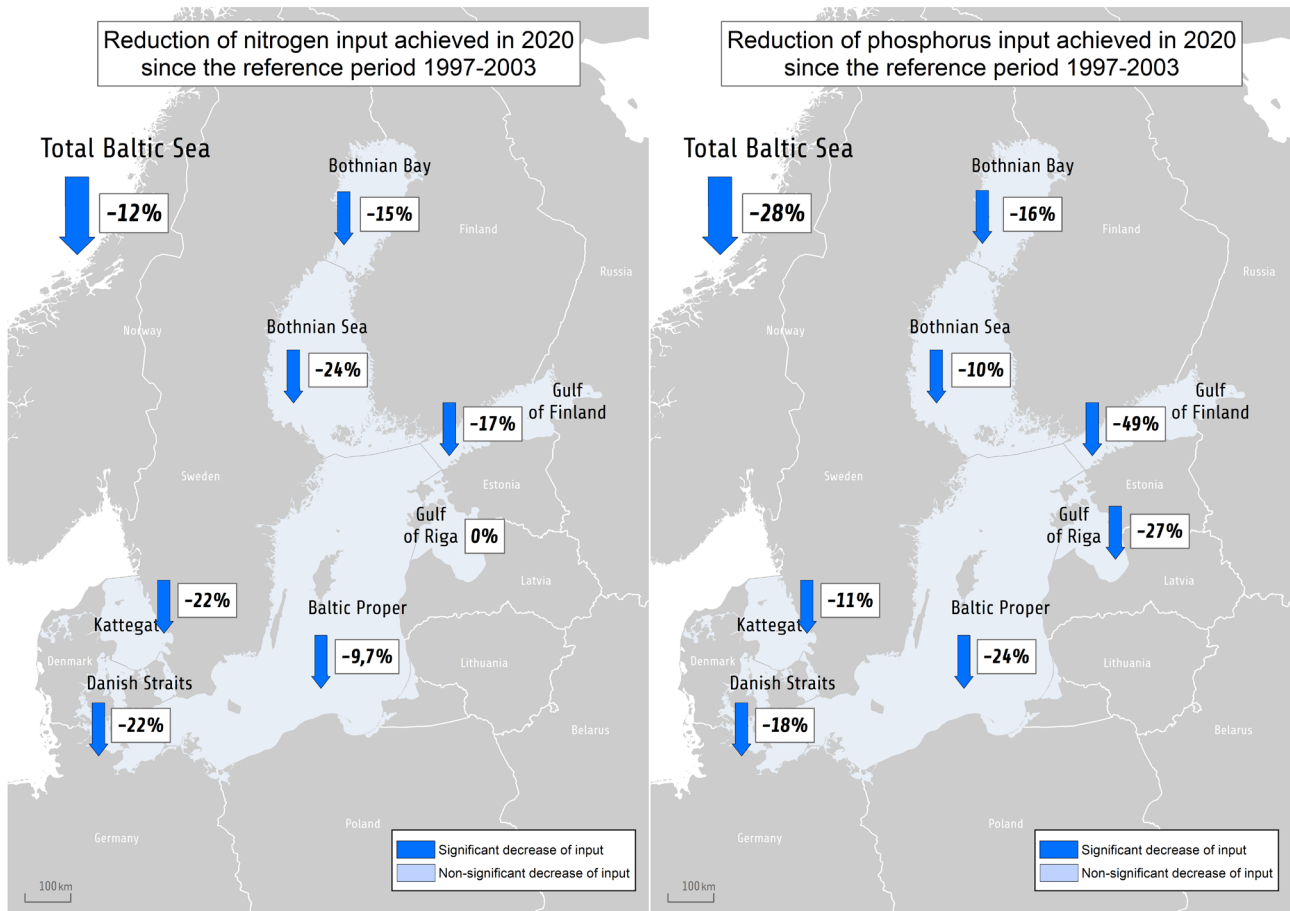 Reduction of nitrogen input achieved in 2020
since the reference period 1997-2003
Total Baltic Sea
-12%
Bothnian Bay
-15%
Finland
Russia
Norway
Bothnian Sea
-24%
Gulf
of Finland
-17%
Sweden
Estonia
Gulf
of Riga
0%
Latvia
-22%
Kattegat
Baltic Proper
-9,7%
Lithuania
Denmark
Danish Straits
-22%
Belarus
Germany
Poland
Significant decrease of input
Non-significant decrease of input
100 km
Reduction of phosphorus input achieved in 2020
since the reference period 1997-2003
Total Baltic Sea
-28%
Bothnian Bay
-16%
Finland
Russia
Norway
Bothnian Sea
-10%
Gulf
of Finland
-49%
Sweden
Estonia
Gulf
of Riga
-27%
Latvia
-11%
Kattegat
Baltic Proper
-24%
Lithuania
Denmark
Danish Straits
-18%
Belarus
Germany
Poland
Significant decrease of input
Non-significant decrease of input
100 km